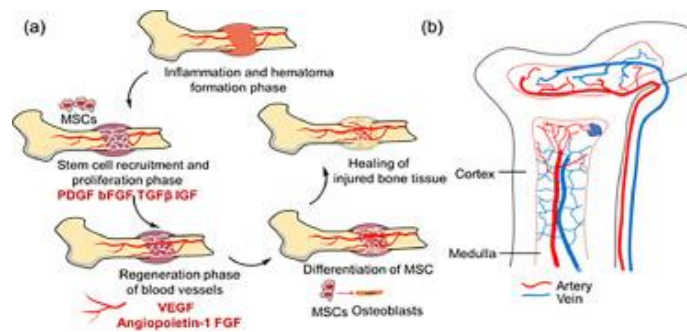 (a)
Inflammation and hematoma
formation phase
MSCs
Stem cell recruitment and
proliferation phase
PDGF bFGF TGFβ IGF
Regeneration phase
of blood vessels
VEGF
Angiopoietin-1 FGF
Differentiation of MSC
MSCs Osteoblasts
Healing of
injured bone tissue
(b)
Cortex
Medulla
Artery
Vein